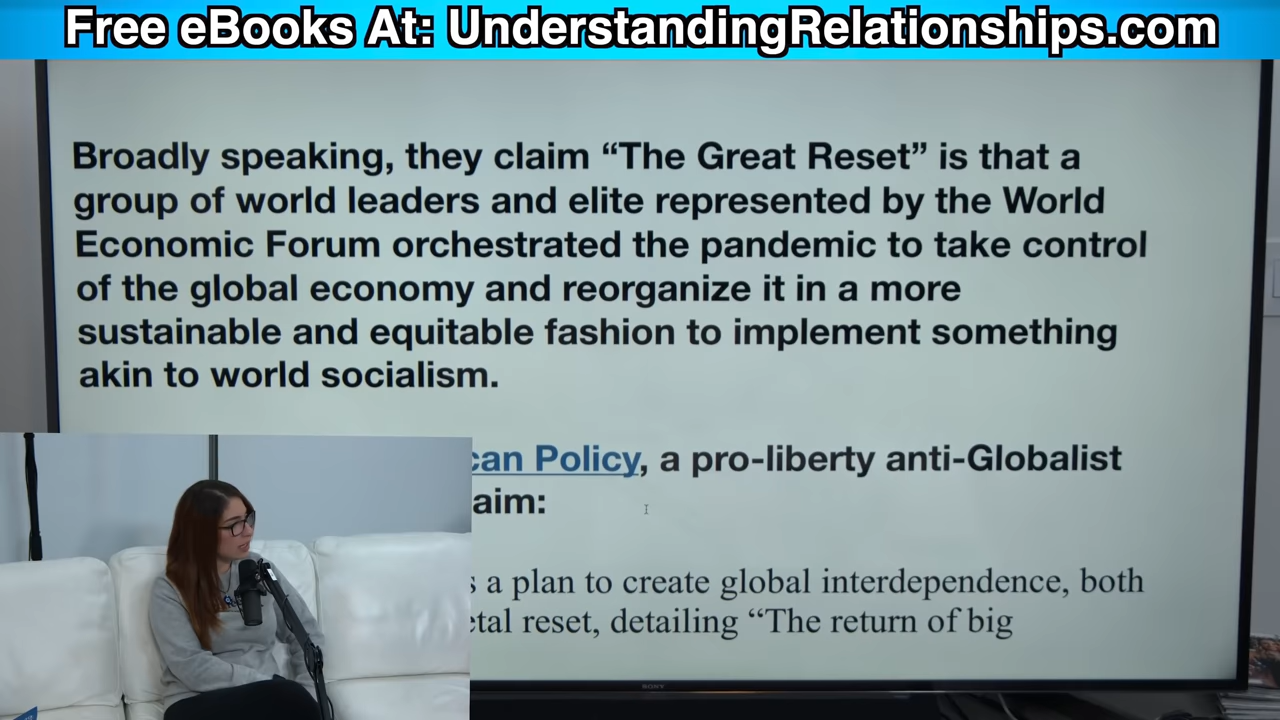 Free eBooks At: UnderstandingRelationships.com
Broadly speaking, they claim “The Great Reset” is that a
group of world leaders and elite represented by the World
Economic Forum orchestrated the pandemic to take control
of the global economy and reorganize it in a more
sustainable and equitable fashion to implement something
akin to world socialism.
can Policy, a pro-liberty anti-Globalist
aim:
s a plan to create global interdependence, both
etal reset, detailing “The return of big
SONY